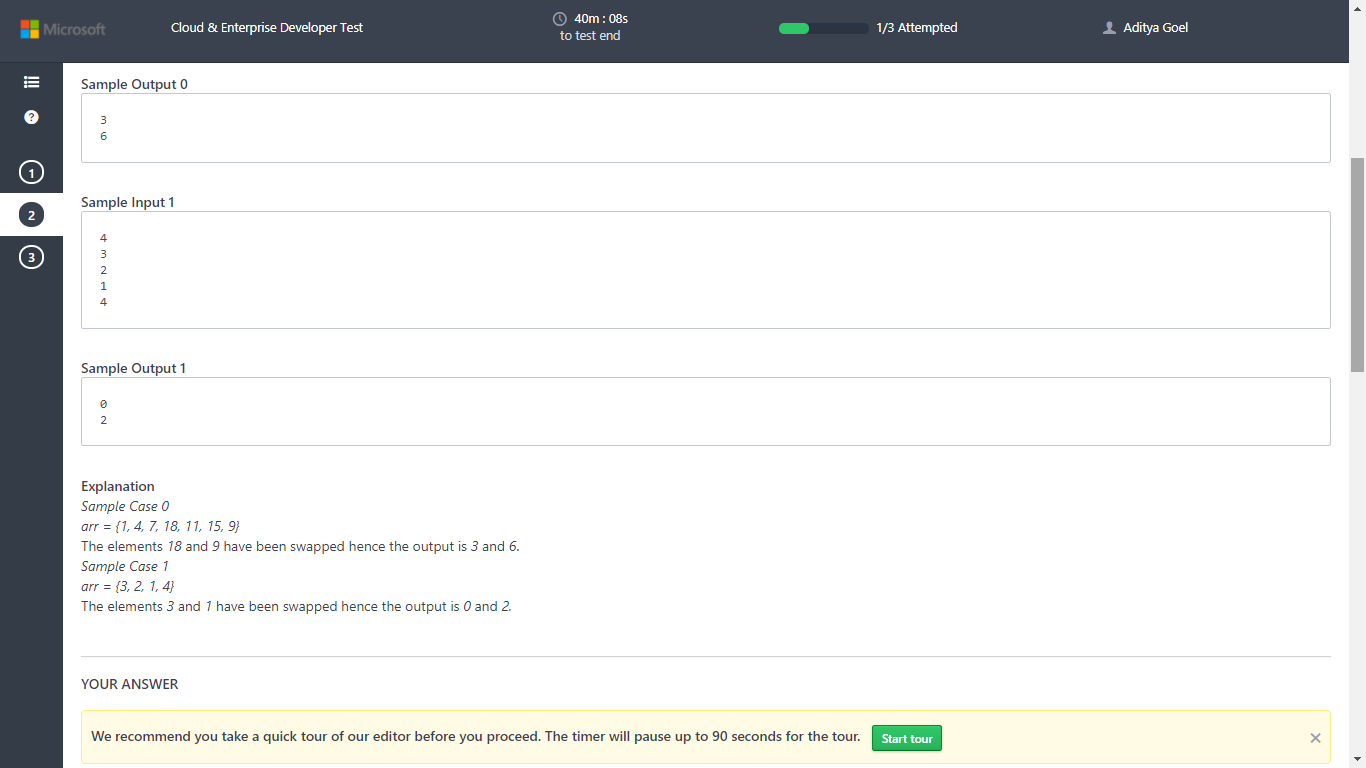 Microsoft
Cloud & Enterprise Developer Test
40m : 08s
to test end
1/3 Attempted
Aditya Goel
?
1
2
3
Sample Output 0
3
6
Sample Input 1
4
3
2
1
4
Sample Output 1
0
2
Explanation
Sample Case 0
arr = {1, 4, 7, 18, 11, 15, 9}
The elements 18 and 9 have been swapped hence the output is 3 and 6.
Sample Case 1
arr = {3, 2, 1, 4}
The elements 3 and 1 have been swapped hence the output is 0 and 2.
YOUR ANSWER
We recommend you take a quick tour of our editor before you proceed. The timer will pause up to 90 seconds for the tour.
Start tour